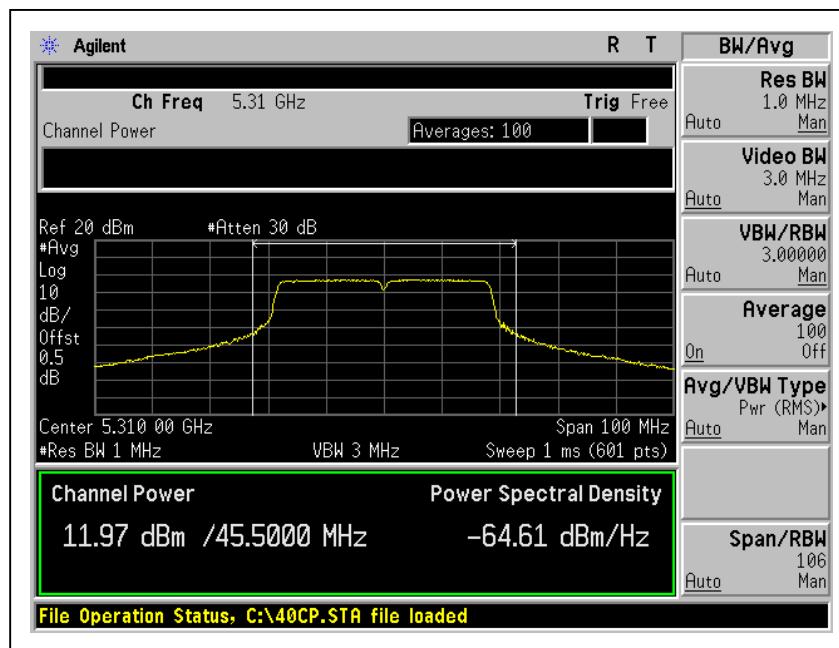 Agilent
R T
Ch Freq 5.31 GHz
Trig Free
Channel Power
Averages: 100
Ref 20 dBm
#Atten 30 dB
#Avg
Log
10
dB/
Offst
0.5
dB
Center 5.310 00 GHz
Span 100 MHz
#Res BW 1 MHz
VBW 3 MHz
Sweep 1 ms (601 pts)
Channel Power
Power Spectral Density
11.97 dBm /45.5000 MHz
-64.61 dBm/Hz
File Operation Status, C:\40CP.STA file loaded
BW/Avg
Res BW
1.0 MHz
Auto Man
Video BW
3.0 MHz
Auto Man
VBW/RBW
3.00000
Auto Man
Average
100
On Off
Avg/VBW Type
Pwr (RMS)
Auto Man
Span/RBW
106
Auto Man